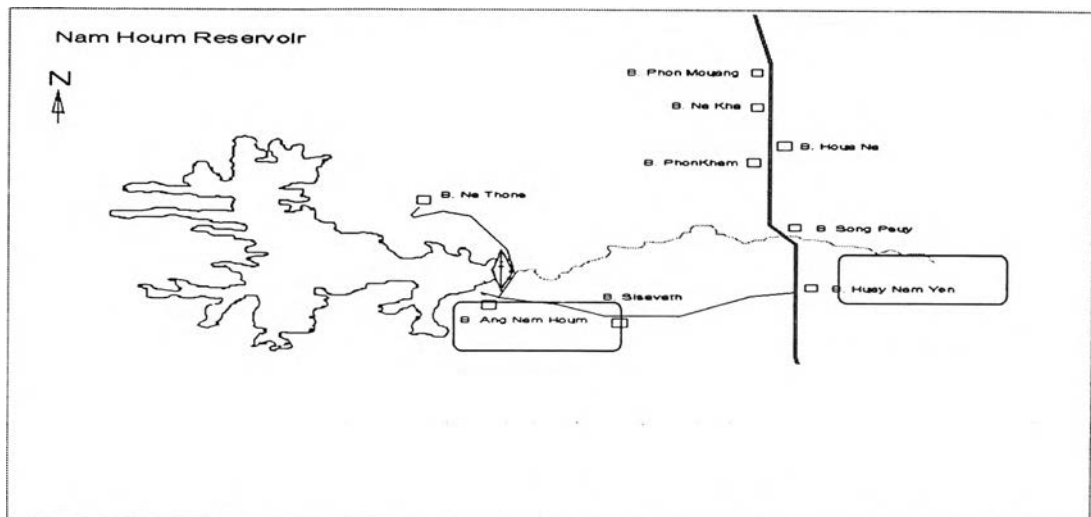 Nam Houm Reservoir
N
B. Phon Mouang
B. Na Kha
B. Houa Na
B. PhonKham
B. Na Thone
B Song Peuy
B. Huay Nam Yen
B. Sisavath
B Ang Nam Houm